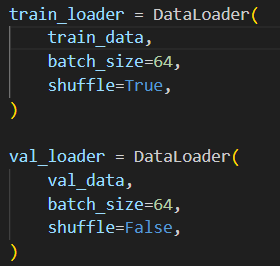 train_loader = DataLoader(
    train_data,
    batch_size=64,
    shuffle=True,
)

val_loader = DataLoader(
    val_data,
    batch_size=64,
    shuffle=False,
)